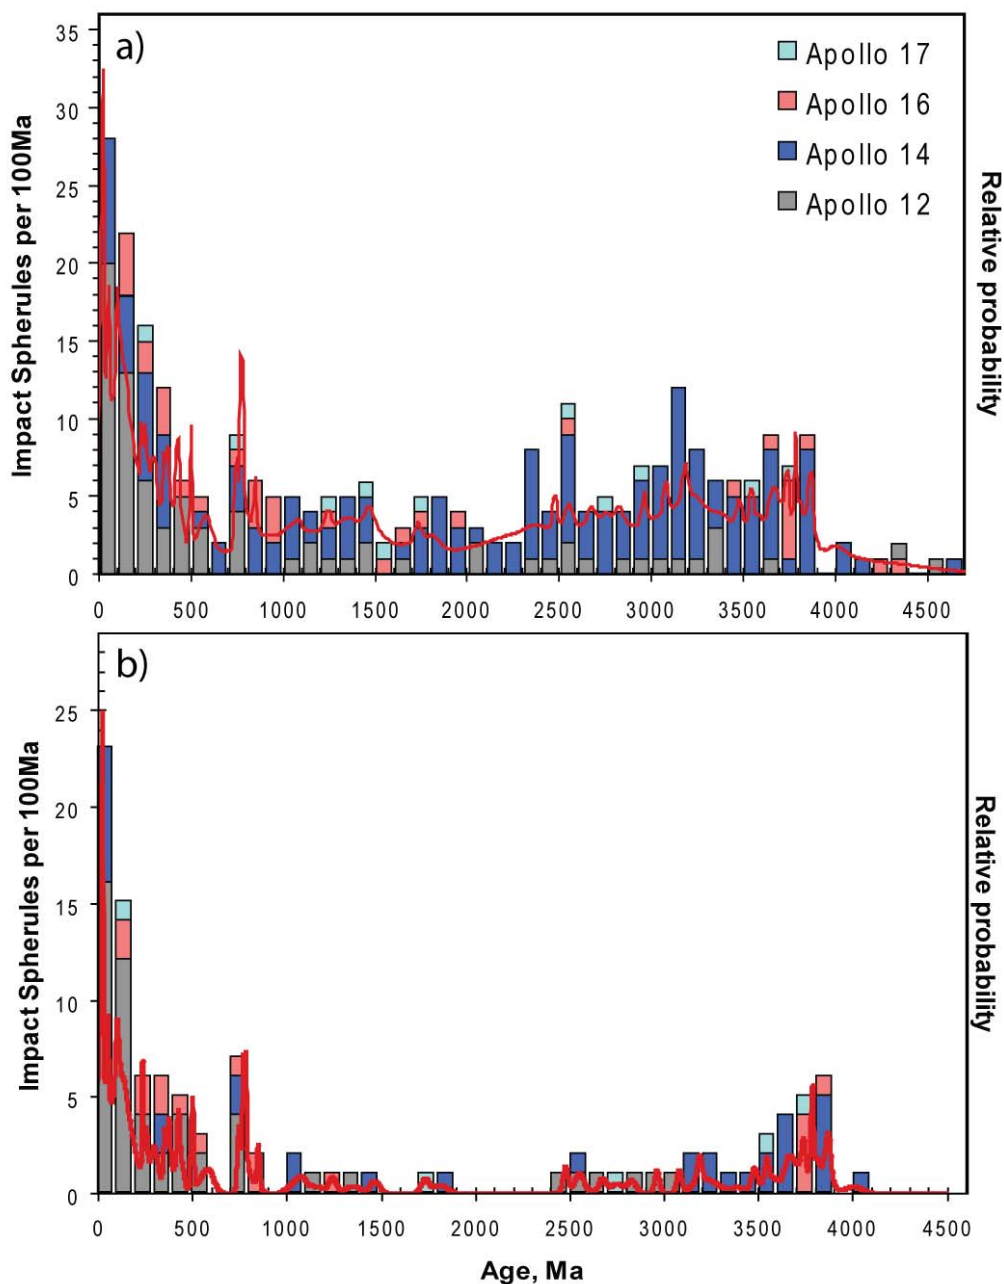 a)
Apollo 17
Apollo 16
Apollo 14
Apollo 12
Impact Spherules per 100Ma
35
30
25
20
15
10
5
0
Relative probability
0 500 1000 1500 2000 2500 3000 3500 4000 4500
b)
Impact Spherules per 100Ma
25
20
15
10
5
0
Relative probability
0 500 1000 1500 2000 2500 3000 3500 4000 4500
Age, Ma